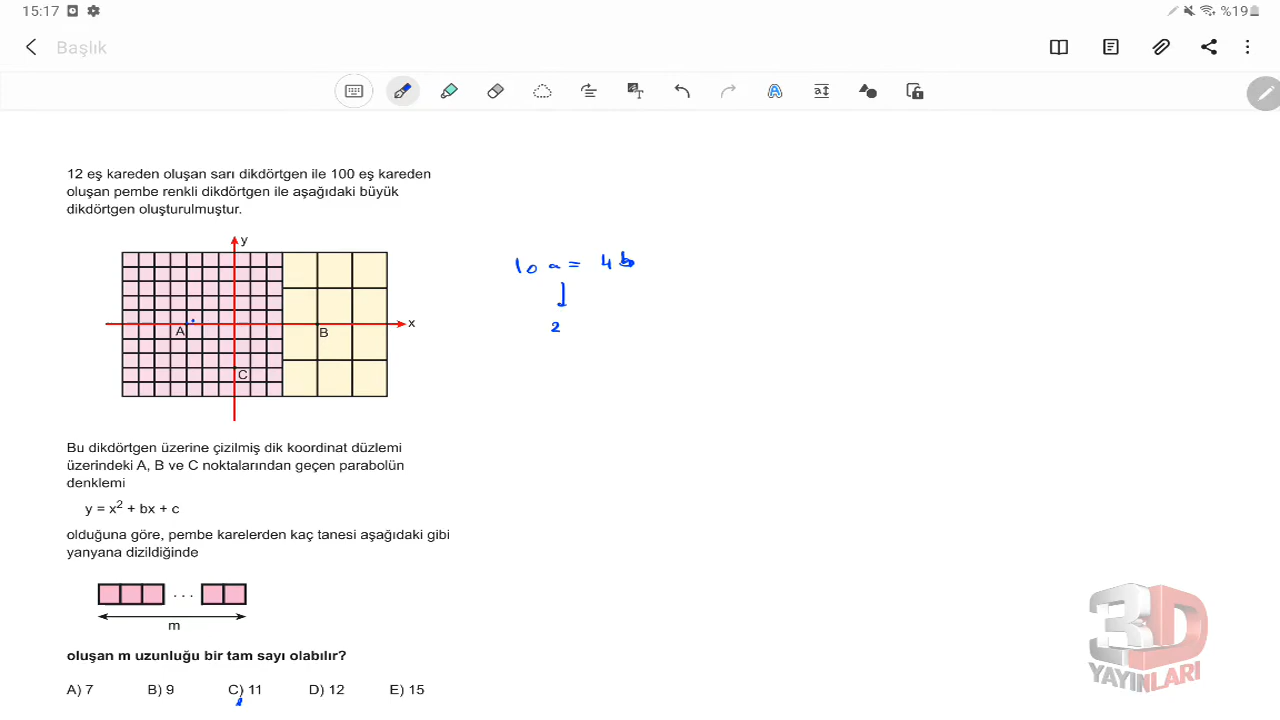 15:17 %19
Başlık
12 eş kareden oluşan sarı dikdörtgen ile 100 eş kareden
oluşan pembe renkli dikdörtgen ile aşağıdaki büyük
dikdörtgen oluşturulmuştur.
y
x
A
B
C
10 a = 4b
2
Bu dikdörtgen üzerine çizilmiş dik koordinat düzlemi
üzerindeki A, B ve C noktalarından geçen parabolün
denklemi
y = x² + bx + c
olduğuna göre, pembe karelerden kaç tanesi aşağıdaki gibi
yanyana dizildiğinde
. . .
m
oluşan m uzunluğu bir tam sayı olabilır?
A) 7 B) 9 C) 11 D) 12 E) 15
3D
YAYINLARI